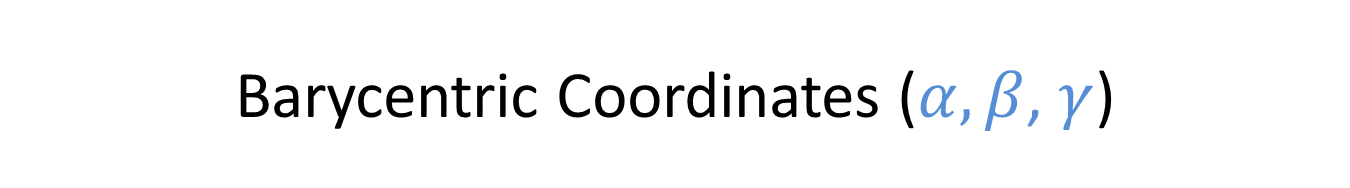 Barycentric Coordinates (α, β, γ)